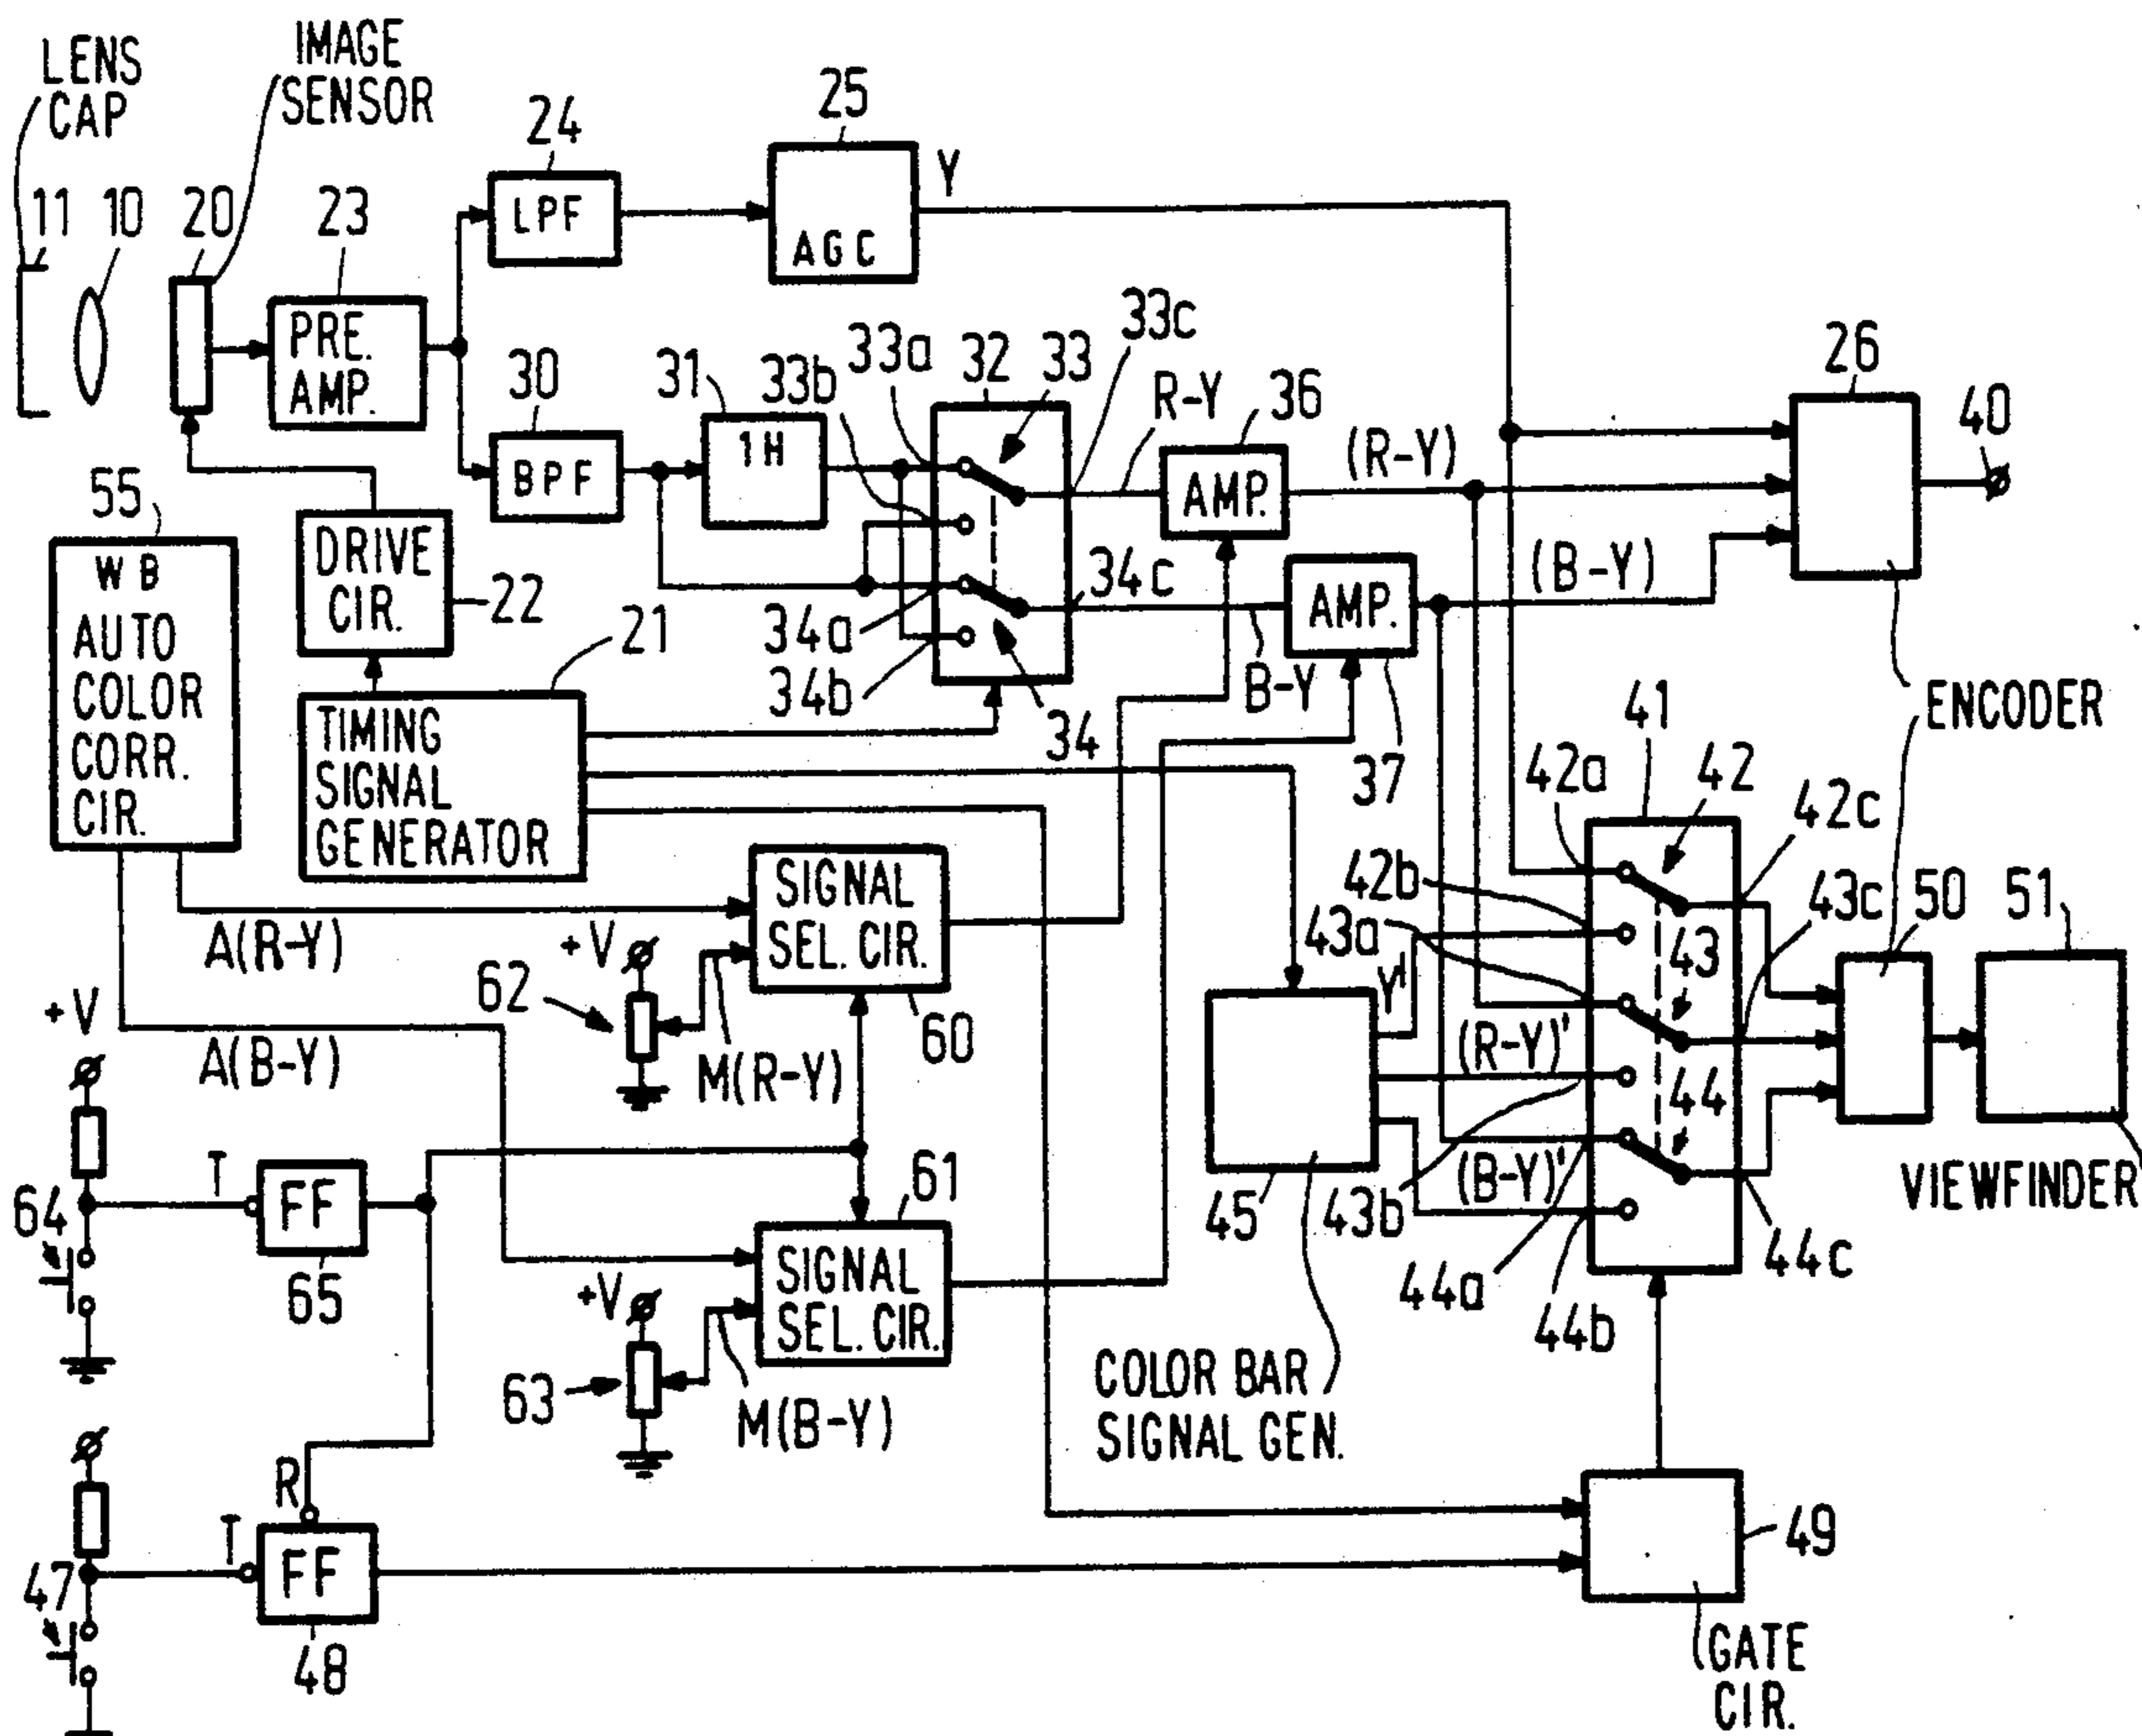 LENS
CAP
IMAGE
SENSOR
11
10
20
23
24
25
Y
LPF
AGC
PRE.
AMP.
30
31
33b
33a
32
33
33c
R-Y
36
26
40
BPF
1H
AMP.
(R-Y)
(B-Y)
55
WB
AUTO
COLOR
CORR.
CIR.
DRIVE
CIR.
22
21
34a
34b
34c
34
B-Y
AMP.
37
ENCODER
TIMING
SIGNAL
GENERATOR
41
42a
42
42c
42b
43a
43
43c
50
51
A(R-Y)
+V
62
SIGNAL
SEL. CIR.
60
M(R-Y)
Y'
(R-Y)'
44
+V
A(B-Y)
64
T
FF
65
61
SIGNAL
SEL. CIR.
+V
63
M(B-Y)
45
43b
(B-Y)'
44a
44b
44c
VIEWFINDER
COLOR BAR
SIGNAL GEN.
R
47
T
FF
48
49
GATE
CIR.